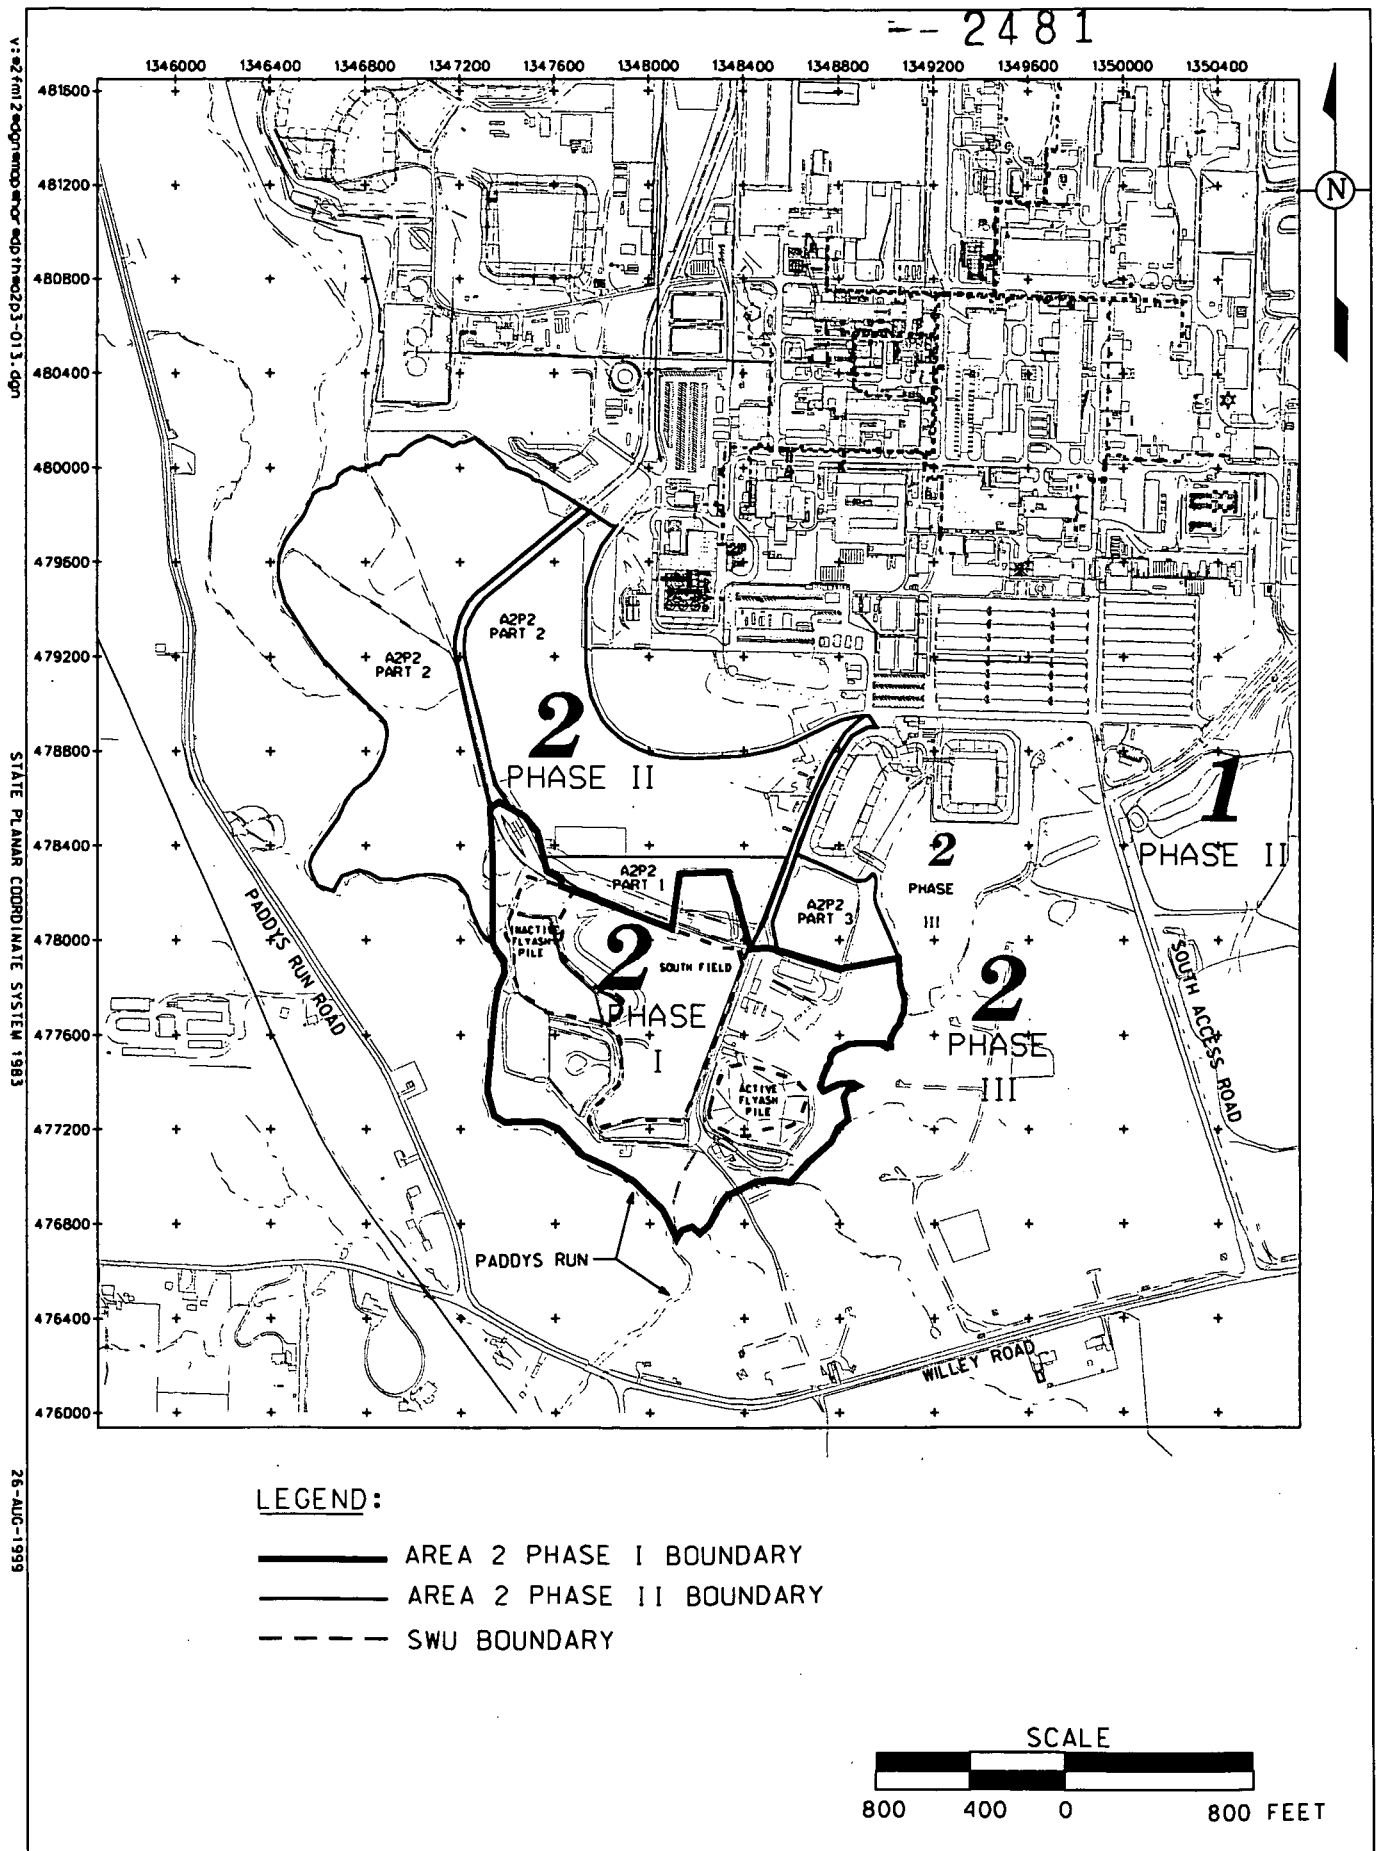 -- 2481
1346000 1346400 1346800 1347200 1347600 1348000 1348400 1348800 1349200 1349600 1350000 1350400
481600
481200
480800
480400
480000
479600
479200
478800
478400
478000
477600
477200
476800
476400
476000
N
STATE PLANAR COORDINATE SYSTEM 1983
26-AUG-1999
A2P2
PART 2
A2P2
PART 2
2
PHASE II
1
PHASE II
2
PHASE
III
A2P2
PART 1
A2P2
PART 3
INACTIVE
FLYASH
PILE
2
PHASE
I
SOUTH FIELD
2
PHASE
III
ACTIVE
FLYASH
PILE
PADDYS RUN ROAD
SOUTH ACCESS ROAD
PADDYS RUN
WILLEY ROAD
LEGEND:
AREA 2 PHASE I BOUNDARY
AREA 2 PHASE II BOUNDARY
SWU BOUNDARY
SCALE
800 400 0 800 FEET